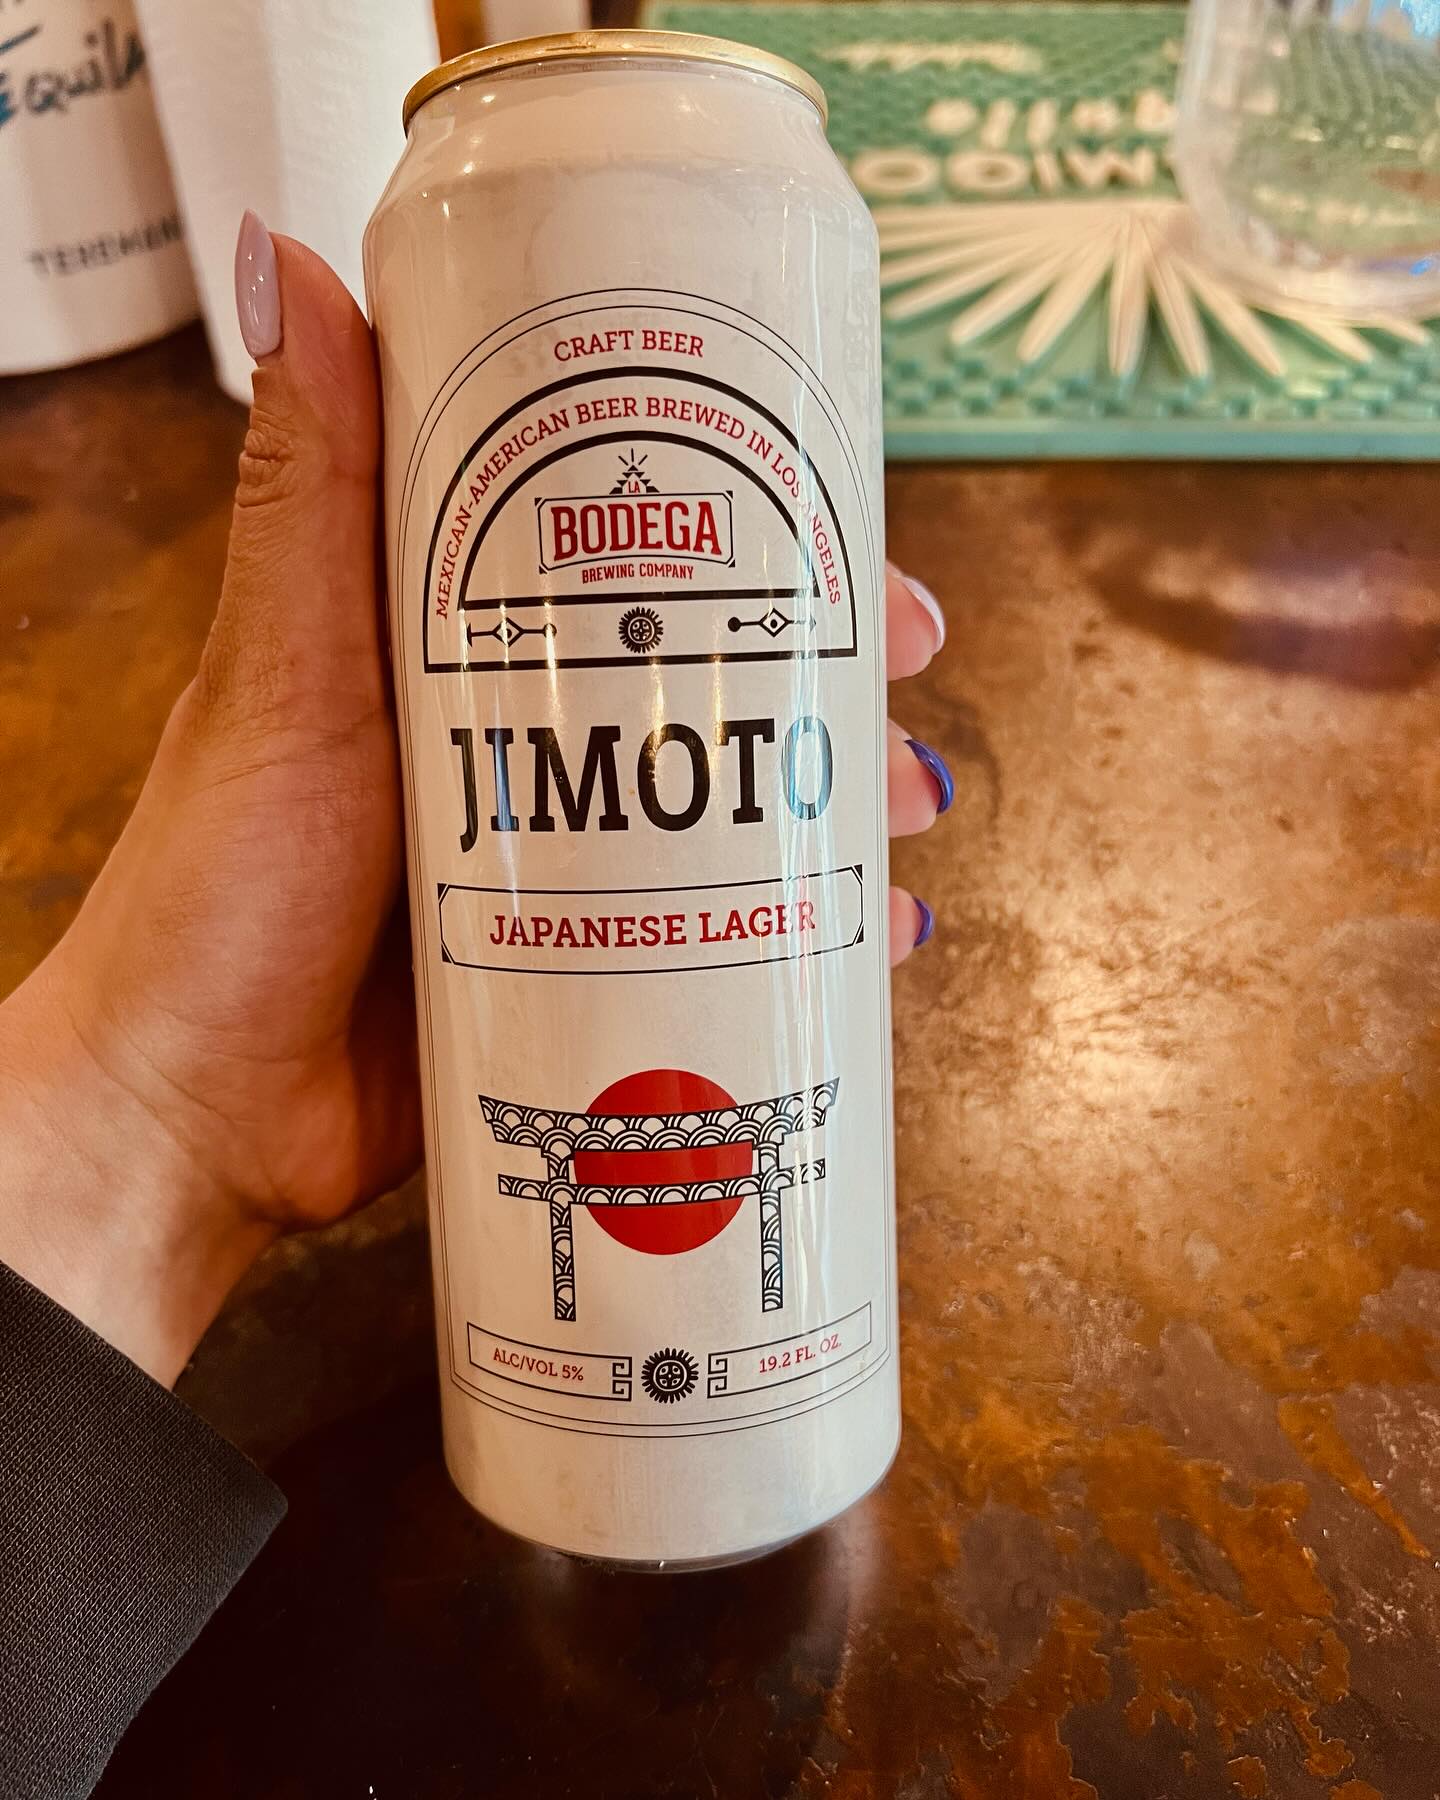 Equila
CRAFT BEER
MEXICAN-AMERICAN BEER BREWED IN LOS ANGELES
LA
BODEGA
BREWING COMPANY
JIMOTO
JAPANESE LAGER
ALC/VOL 5%
19.2 FL. OZ.